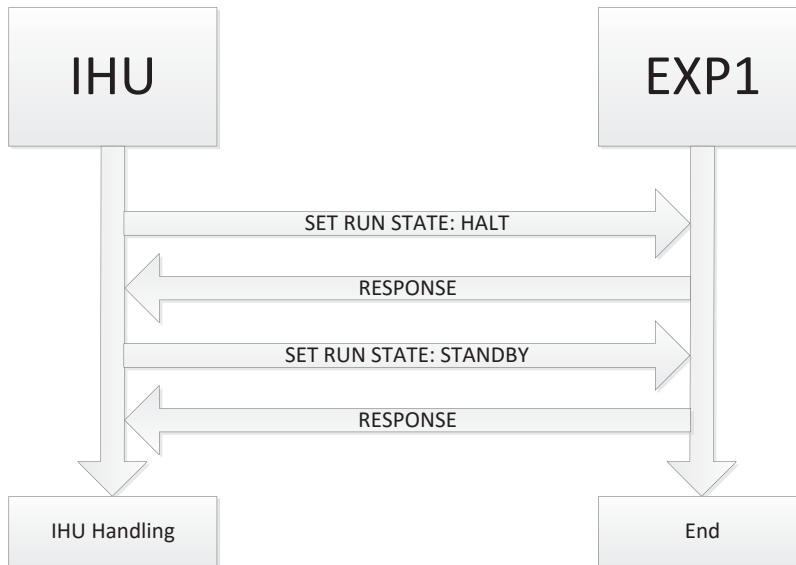 IHU
EXP1
SET RUN STATE: HALT
RESPONSE
SET RUN STATE: STANDBY
RESPONSE
IHU Handling
End